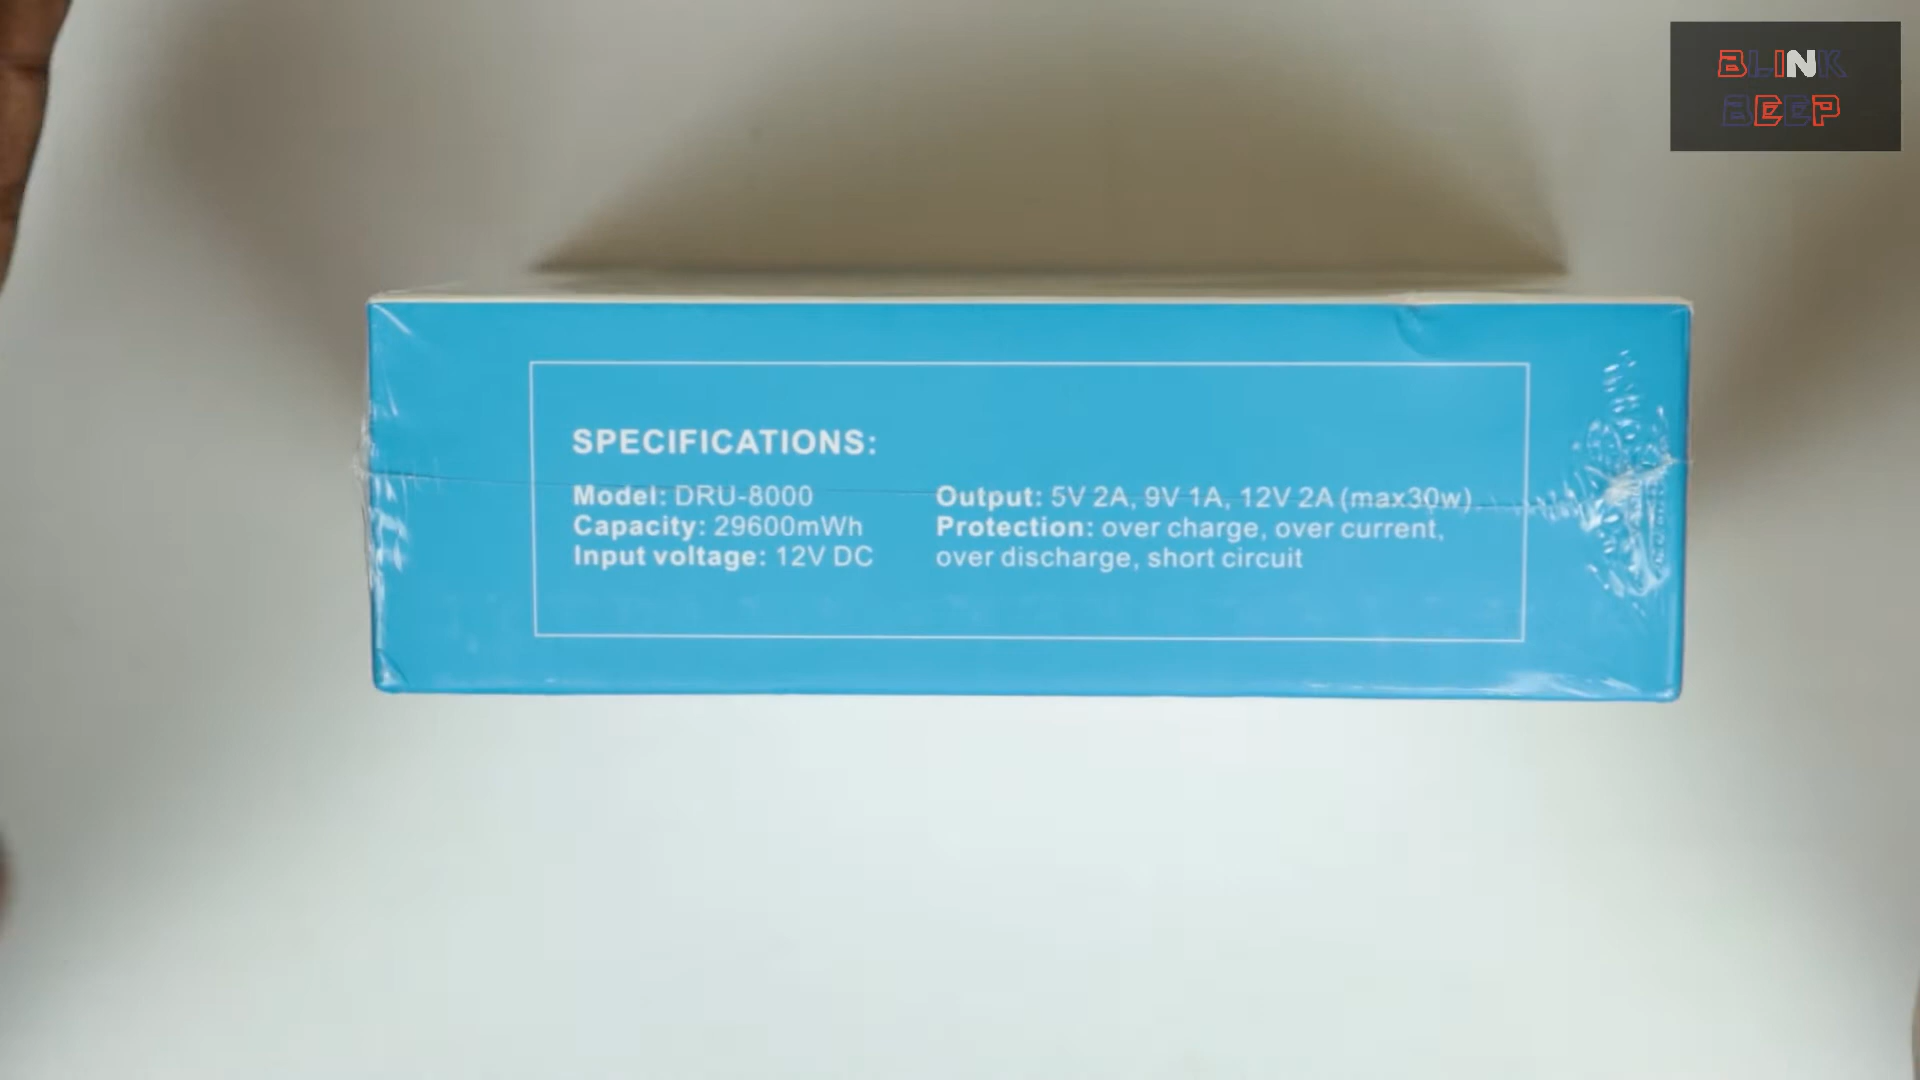 BLINK
BEEP
SPECIFICATIONS:
Model: DRU-8000
Capacity: 29600mWh
Input voltage: 12V DC
Output: 5V 2A, 9V 1A, 12V 2A (max30w)
Protection: over charge, over current,
over discharge, short circuit